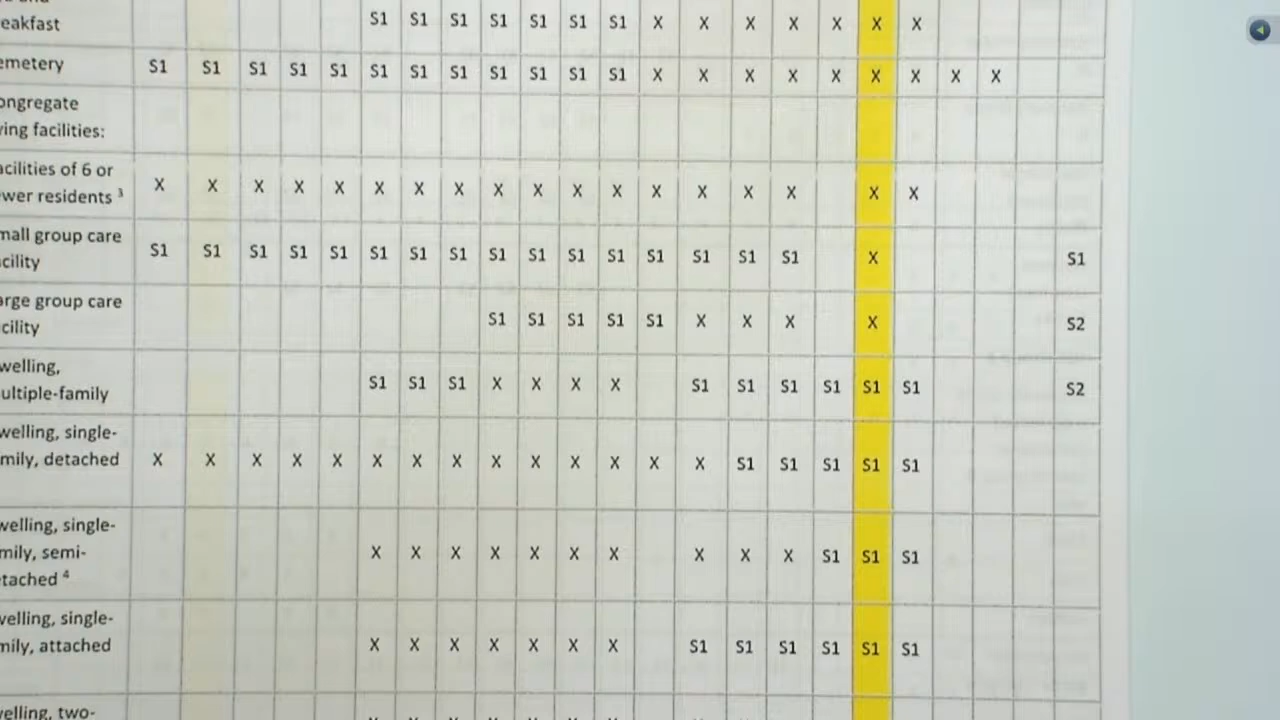 eakfast S1 S1 S1 S1 S1 S1 S1 X X X X X X X
emetery S1 S1 S1 S1 S1 S1 S1 S1 S1 S1 S1 S1 X X X X X X X X X
ongregate
ing facilities:
acilities of 6 or
wer residents ³ X X X X X X X X X X X X X X X X X X
mall group care
cility S1 S1 S1 S1 S1 S1 S1 S1 S1 S1 S1 S1 S1 S1 S1 S1 X S1
arge group care
cility S1 S1 S1 S1 S1 X X X X S2
welling,
ultiple-family S1 S1 S1 X X X X S1 S1 S1 S1 S1 S1 S2
welling, single-
mily, detached X X X X X X X X X X X X X X S1 S1 S1 S1 S1
welling, single-
mily, semi-
tached ⁴ X X X X X X X X X X S1 S1 S1
welling, single-
mily, attached X X X X X X X S1 S1 S1 S1 S1 S1
welling, two-